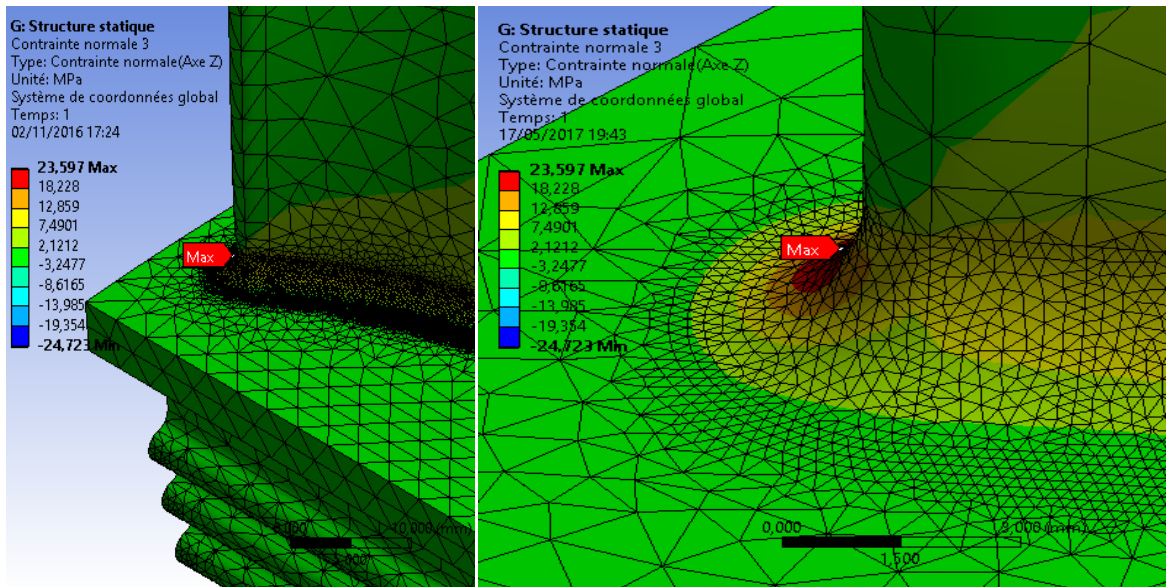 G: Structure statique
Contrainte normale 3
Type: Contrainte normale(Axe Z)
Unité: MPa
Système de coordonnées global
Temps: 1
02/11/2016 17:24
23,597 Max
18,228
12,859
7,4901
2,1212
-3,2477
-8,6165
-13,985
-19,354
-24,723 Min
Max
10,000 (mm)
G: Structure statique
Contrainte normale 3
Type: Contrainte normale(Axe Z)
Unité: MPa
Système de coordonnées global
Temps: 1
17/05/2017 19:43
23,597 Max
18,228
12,859
7,4901
2,1212
-3,2477
-8,6165
-13,985
-19,354
-24,723 Min
Max
0,000
3,000 (mm)
1,500